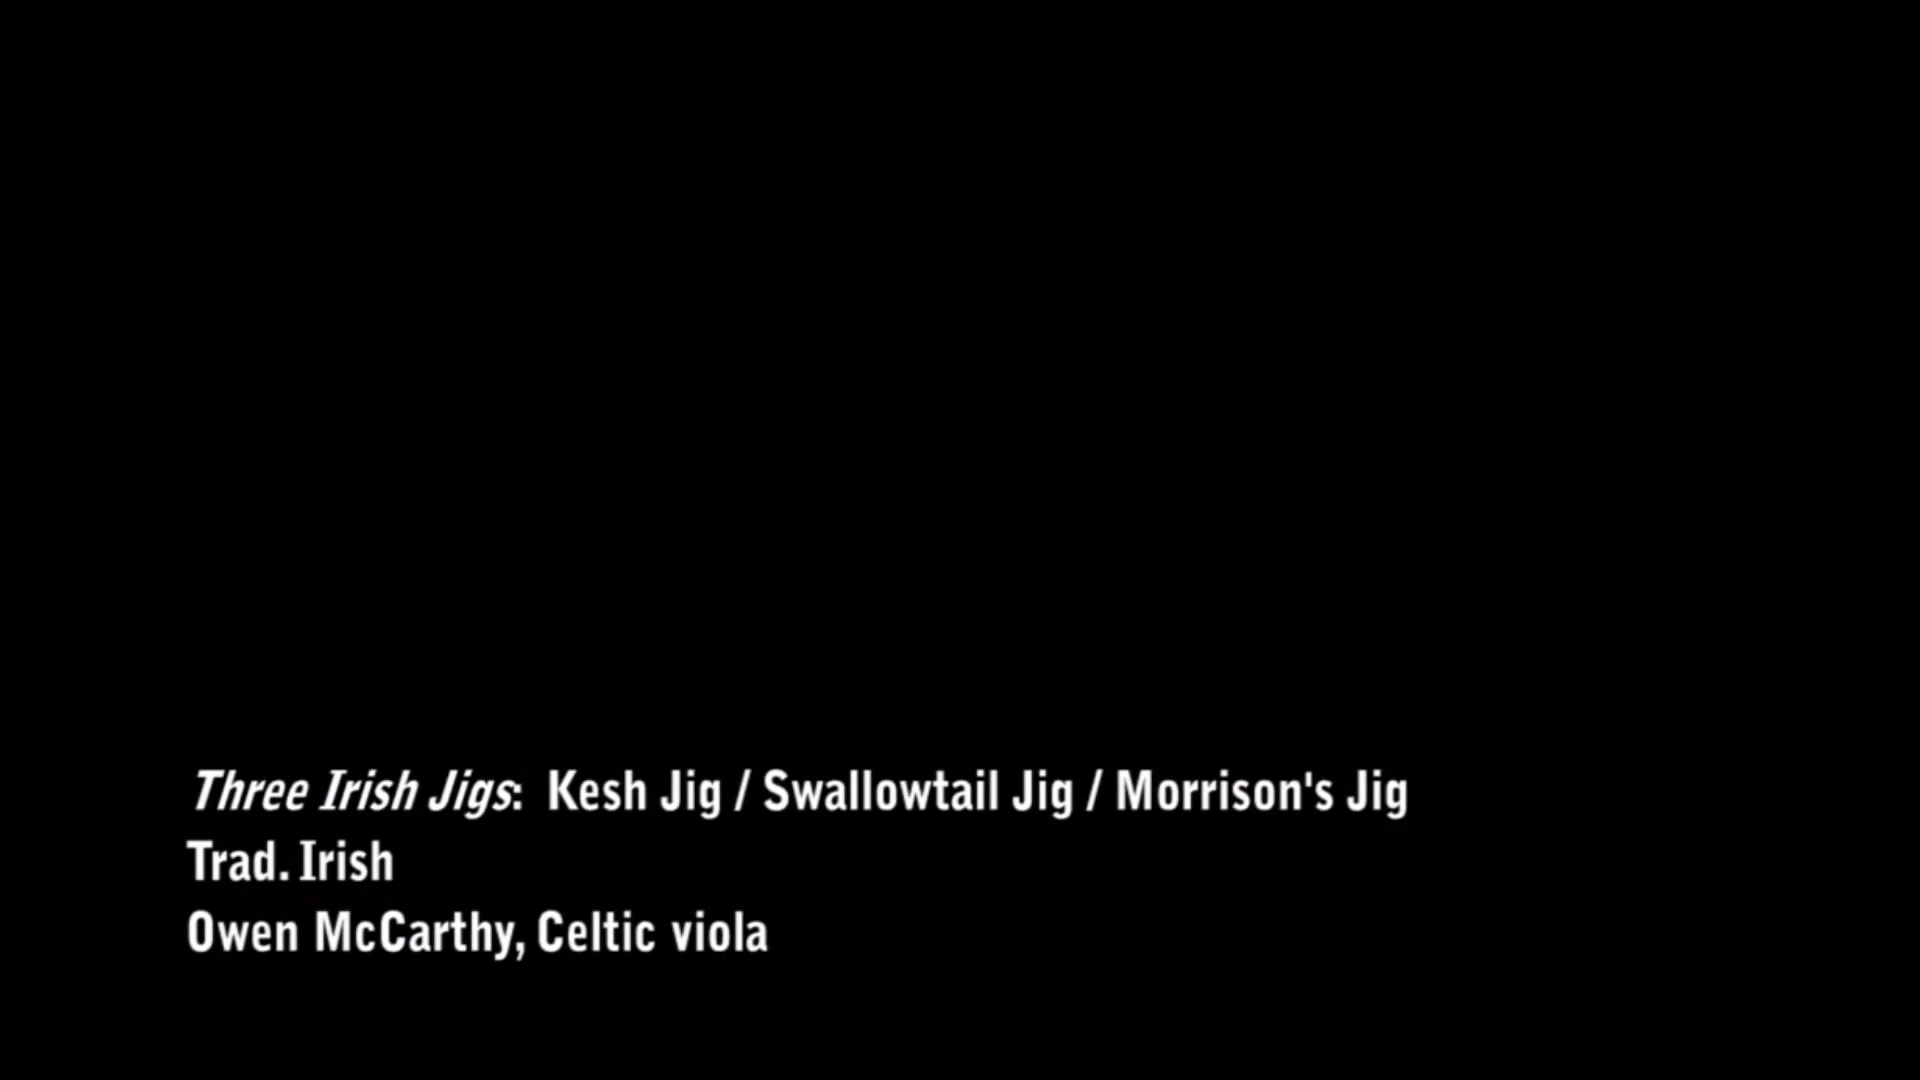 Three Irish Jigs:  Kesh Jig / Swallowtail Jig / Morrison's Jig
Trad. Irish
Owen McCarthy, Celtic viola